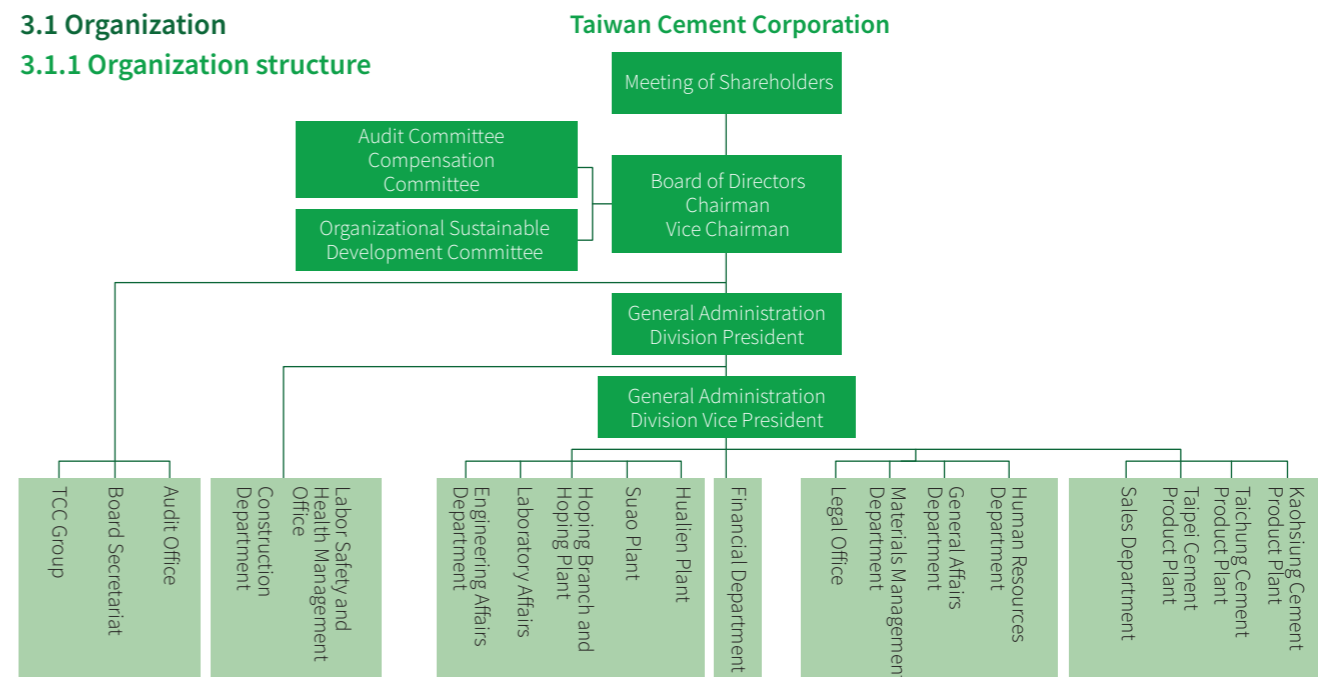 3.1 Organization
3.1.1 Organization structure
Taiwan Cement Corporation
Meeting of Shareholders
Audit Committee
Compensation
Committee
Organizational Sustainable
Development Committee
Board of Directors
Chairman
Vice Chairman
General Administration
Division President
General Administration
Division Vice President
TCC Group
Board Secretariat
Audit Office
Construction
Department
Labor Safety and
Health Management
Office
Engineering Affairs
Department
Laboratory Affairs
Hoping Branch and
Hoping Plant
Suao Plant
Hualien Plant
Financial Department
Legal Office
Materials Management
Department
General Affairs
Department
Human Resources
Department
Sales Department
Taipei Cement
Product Plant
Taichung Cement
Product Plant
Kaohsiung Cement
Product Plant